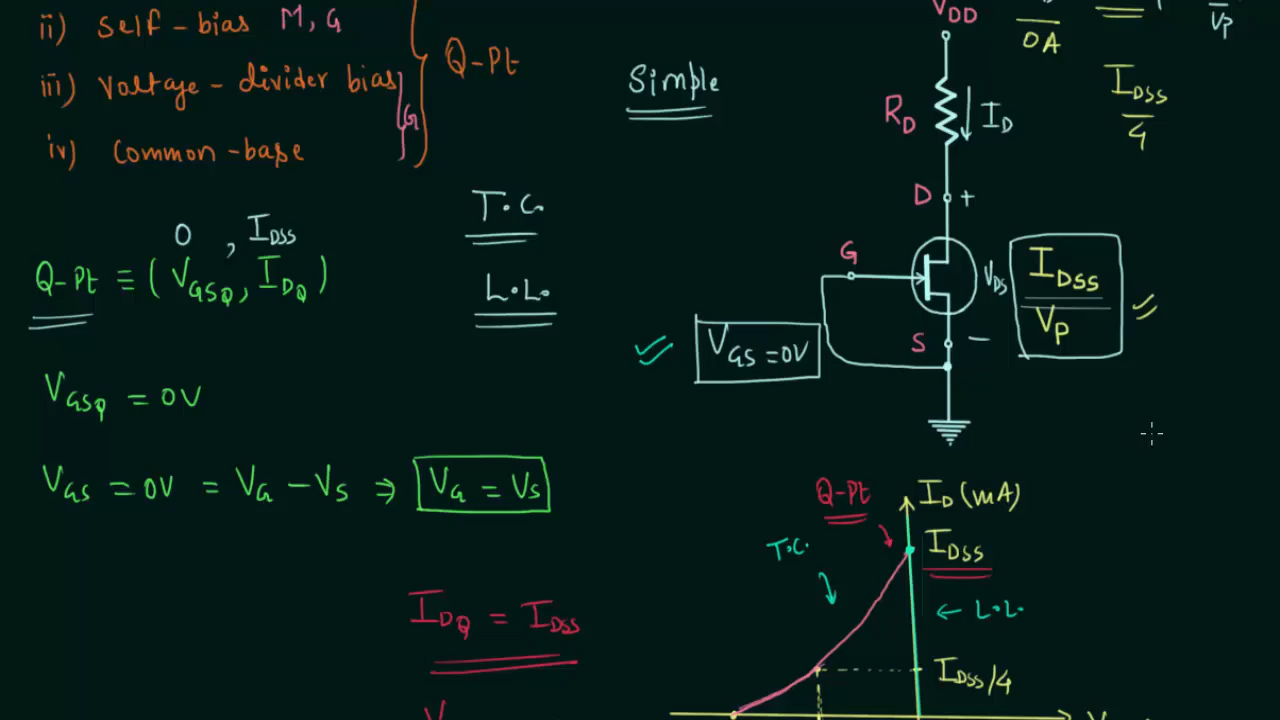 ii) Self-bias M, G
iii) Voltage-divider bias G
iv) Common-base
Q-Pt
0, IDSS
Q-Pt ≡ (VGSQ, IDQ)
VGSQ = 0V
VGS = 0V = VG - VS ⇒ VG = VS
IDQ = IDSS
T.C.
L.L.
Simple
VDD
0A
VP
IDSS
4
RD
ID
D +
G
VDS
S -
IDSS
VP
VGS = 0V
Q-Pt
ID (mA)
T.C.
IDSS
← L.L.
IDSS/4